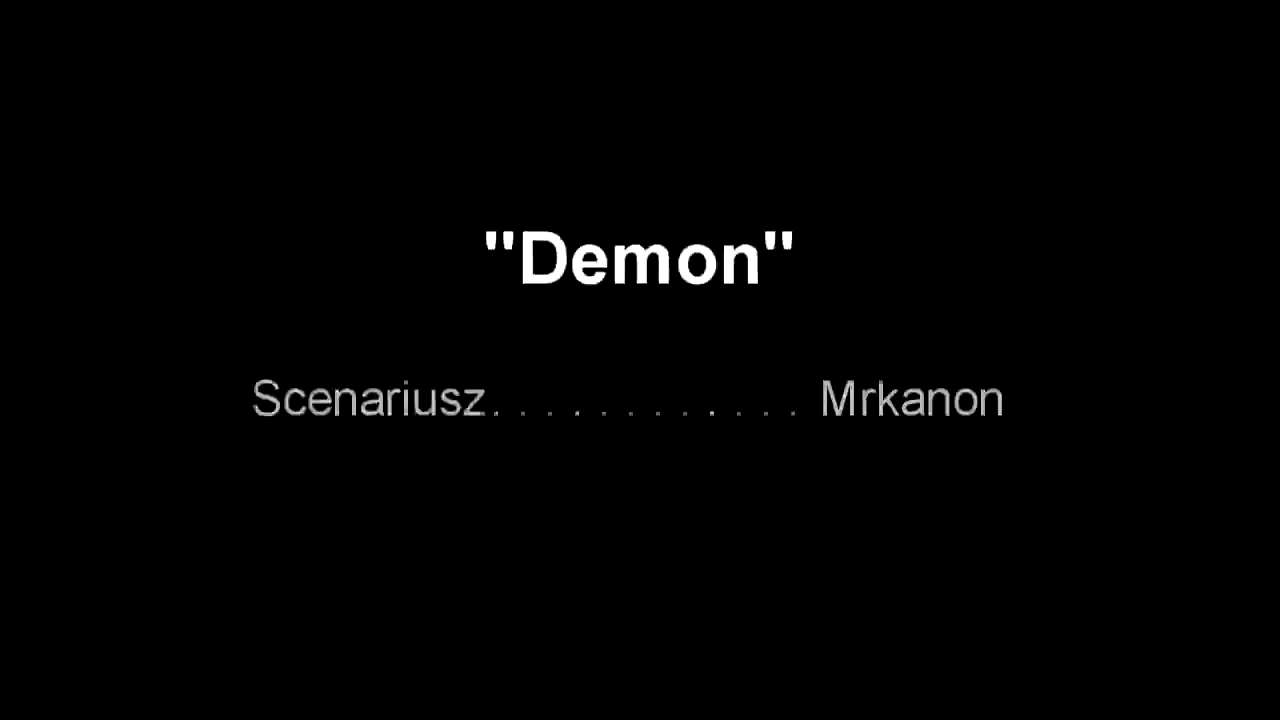 "Demon"
Scenariusz. . . . . . . . . . . . Mrkanon